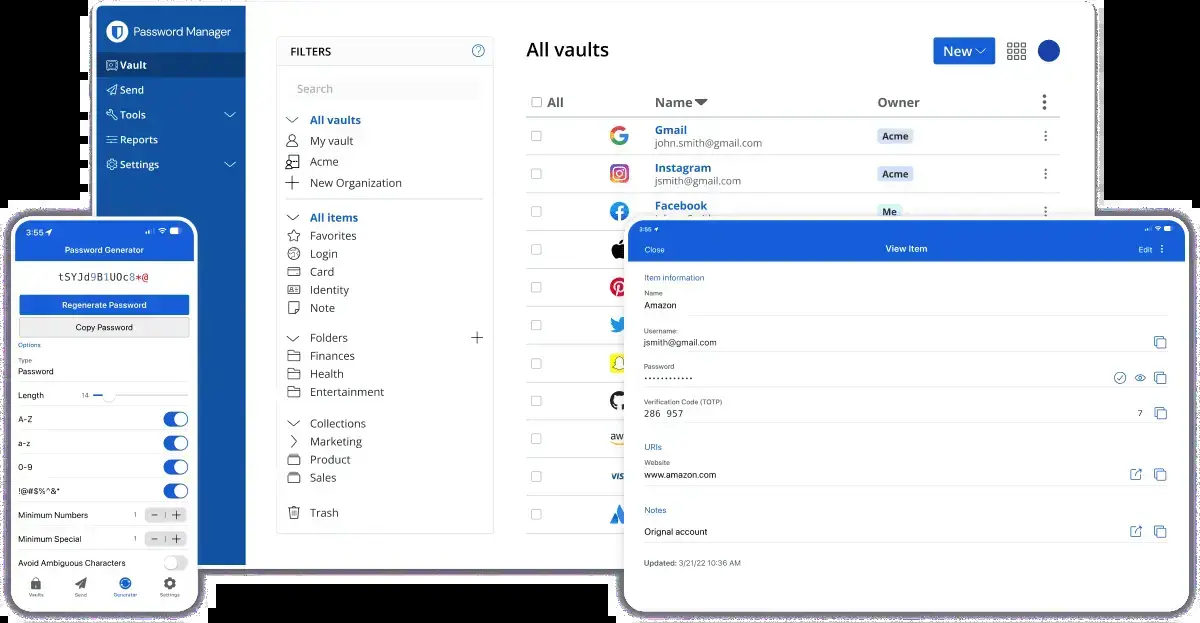 Password Manager
Vault
Send
Tools
Reports
Settings
FILTERS
Search
All vaults
My vault
Acme
New Organization
All items
Favorites
Login
Card
Identity
Note
Folders
Finances
Health
Entertainment
Collections
Marketing
Product
Sales
Trash
All vaults
New
All Name Owner
Gmail Acme
john.smith@gmail.com
Instagram Acme
jsmith@gmail.com
Facebook Me
aw
VIS
3:55
Password Generator
tSYJd9B1UOc8*@
Regenerate Password
Copy Password
Options
Type
Password
Length 14
A-Z
a-z
0-9
!@#$%^&*
Minimum Numbers 1
Minimum Special 1
Avoid Ambiguous Characters
Vaults Send Generator Settings
3:55
Close View Item Edit
Item information
Name
Amazon
Username:
jsmith@gmail.com
Password
Verification Code (TOTP)
286 957 7
URIs
Website
www.amazon.com
Notes
Orignal account
Updated: 3/21/22 10:36 AM